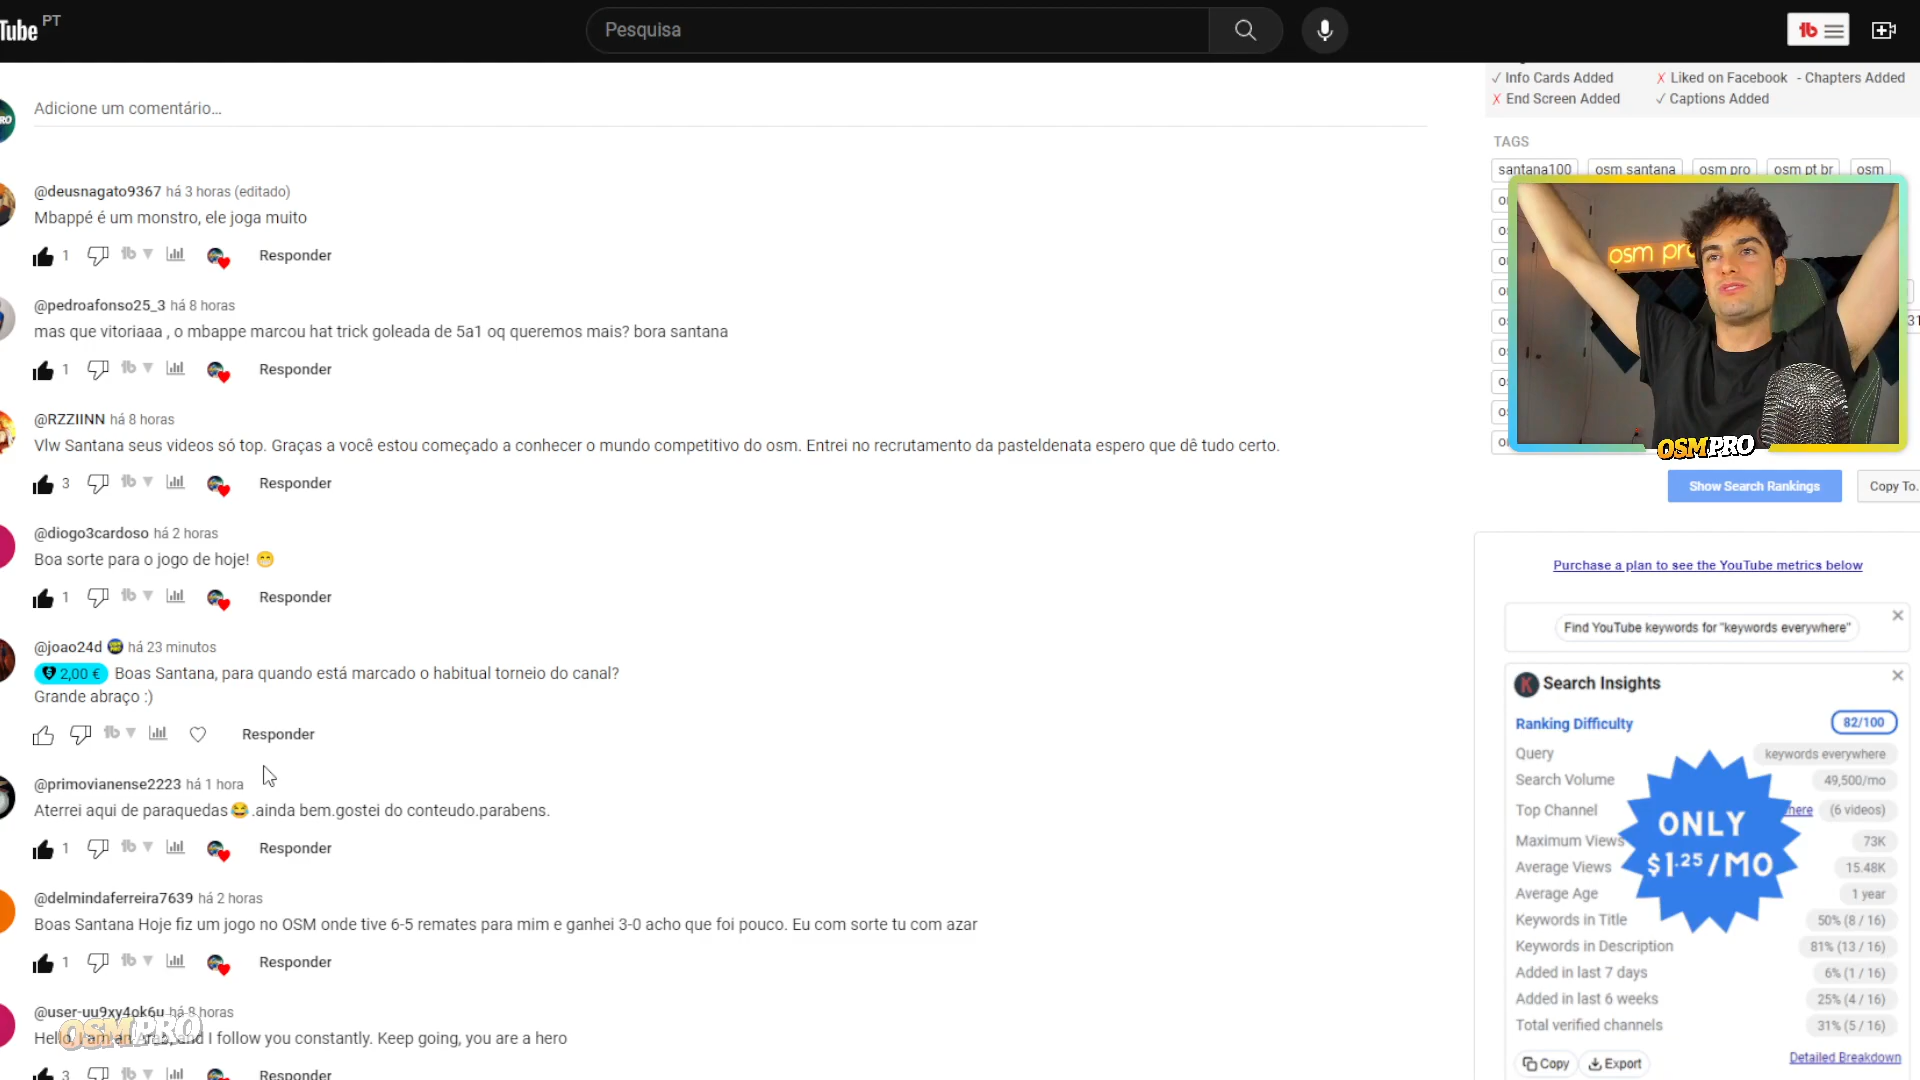 Tube PT
Pesquisa
Adicione um comentário...
@deusnagato9367 há 3 horas (editado)
Mbappé é um monstro, ele joga muito
1 Responder
@pedroafonso25_3 há 8 horas
mas que vitoriaaa , o mbappe marcou hat trick goleada de 5a1 oq queremos mais? bora santana
1 Responder
@RZZIINN há 8 horas
Vlw Santana seus videos só top. Graças a você estou começado a conhecer o mundo competitivo do osm. Entrei no recrutamento da pasteldenata espero que dê tudo certo.
3 Responder
@diogo3cardoso há 2 horas
Boa sorte para o jogo de hoje! 😁
1 Responder
@joao24d há 23 minutos
2,00 € Boas Santana, para quando está marcado o habitual torneio do canal?
Grande abraço :)
Responder
@primovianense2223 há 1 hora
Aterrei aqui de paraquedas😂.ainda bem.gostei do conteudo.parabens.
1 Responder
@delmindaferreira7639 há 2 horas
Boas Santana Hoje fiz um jogo no OSM onde tive 6-5 remates para mim e ganhei 3-0 acho que foi pouco. Eu com sorte tu com azar
1 Responder
@user-uu9xy4ok6u há 8 horas
Hello, I am an and I follow you constantly. Keep going, you are a hero
3 Responder
OSMPRO
✓ Info Cards Added ✗ Liked on Facebook - Chapters Added
✗ End Screen Added ✓ Captions Added
TAGS
santana100 osm santana osm pro osm pt br osm
osm pro
OSMPRO
Show Search Rankings Copy To.
Purchase a plan to see the YouTube metrics below
Find YouTube keywords for "keywords everywhere"
Search Insights
Ranking Difficulty 82/100
Query keywords everywhere
Search Volume 49,500/mo
Top Channel here (6 videos)
Maximum Views 73K
Average Views 15.48K
Average Age 1 year
Keywords in Title 50% (8 / 16)
Keywords in Description 81% (13 / 16)
Added in last 7 days 6% (1 / 16)
Added in last 6 weeks 25% (4 / 16)
Total verified channels 31% (5 / 16)
ONLY
$1.25/MO
Copy Export Detailed Breakdown